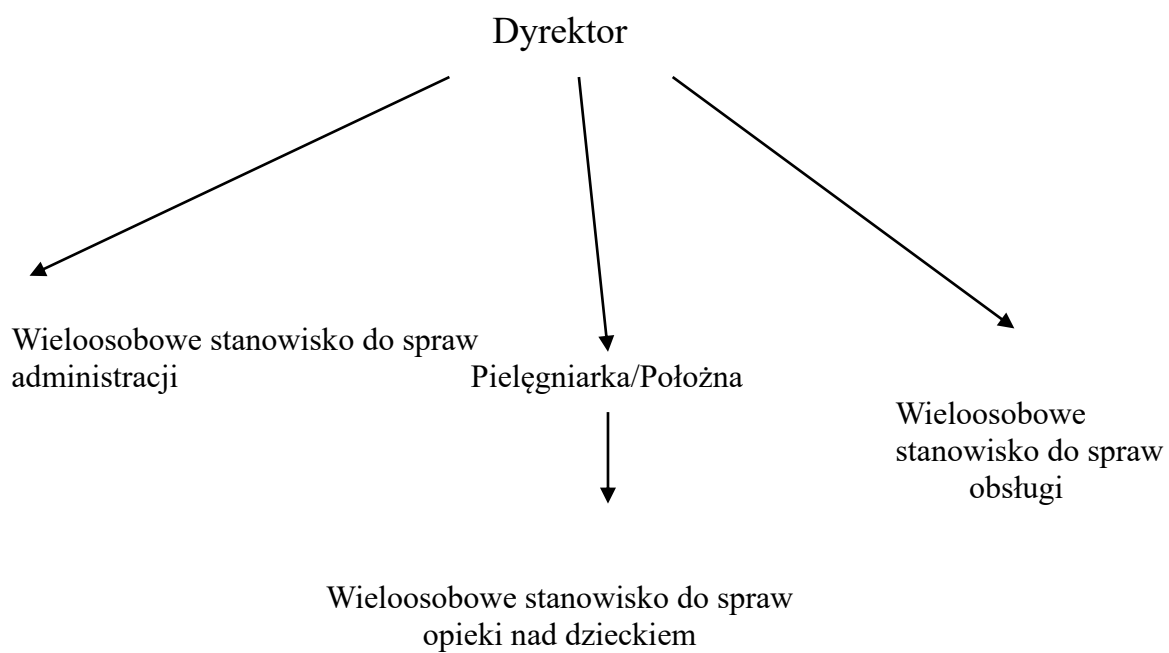 Dyrektor
Wieloosobowe stanowisko do spraw
administracji
Pielęgniarka/Położna
Wieloosobowe
stanowisko do spraw
obsługi
Wieloosobowe stanowisko do spraw
opieki nad dzieckiem